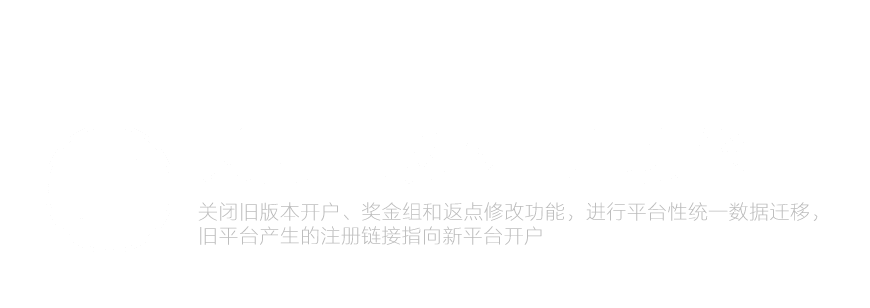 关闭旧版本开户、奖金组和返点修改功能，进行平台性统一数据迁移，
旧平台产生的注册链接指向新平台开户